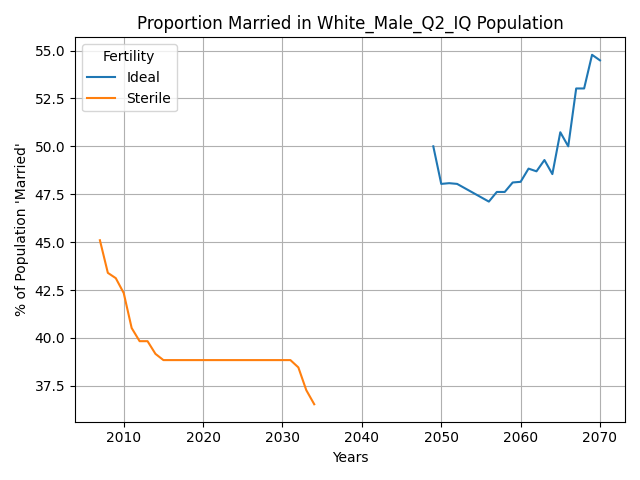 Proportion Married in White_Male_Q2_IQ Population
% of Population 'Married'
55.0
52.5
50.0
47.5
45.0
42.5
40.0
37.5
Fertility
Ideal
Sterile
2010 2020 2030 2040 2050 2060 2070
Years